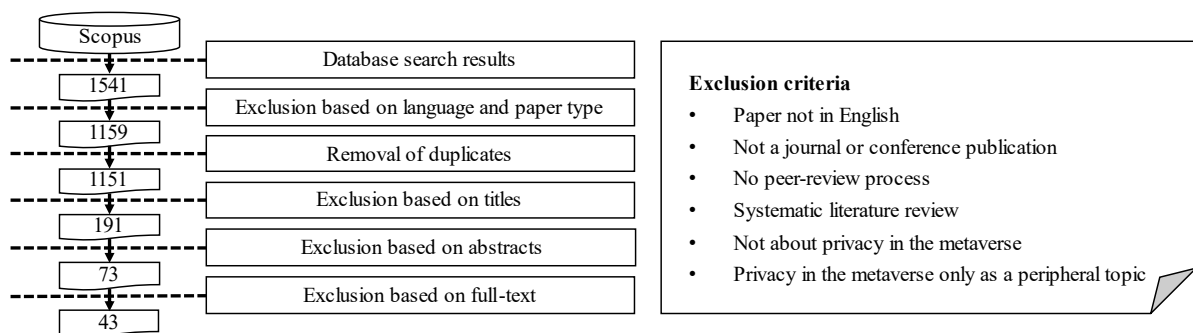 Scopus
Database search results
1541
Exclusion based on language and paper type
1159
Removal of duplicates
1151
Exclusion based on titles
191
Exclusion based on abstracts
73
Exclusion based on full-text
43
Exclusion criteria
• Paper not in English
• Not a journal or conference publication
• No peer-review process
• Systematic literature review
• Not about privacy in the metaverse
• Privacy in the metaverse only as a peripheral topic